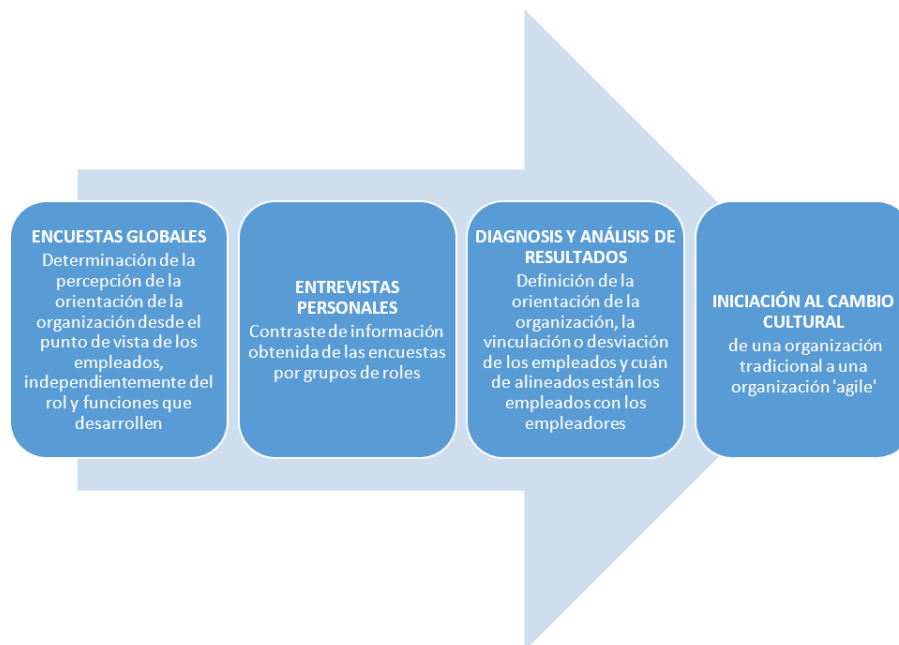 ENCUESTAS GLOBALES
Determinación de la
percepción de la
orientación de la
organización desde el
punto de vista de los
empleados,
independientemente del
rol y funciones que
desarrollen
ENTREVISTAS
PERSONALES
Contraste de información
obtenida de las encuestas
por grupos de roles
DIAGNOSIS Y ANÁLISIS DE
RESULTADOS
Definición de la
orientación de la
organización, la
vinculación o desviación
de los empleados y cuán
de alineados están los
empleados con los
empleadores
INICIACIÓN AL CAMBIO
CULTURAL
de una organización
tradicional a una
organización 'agile'